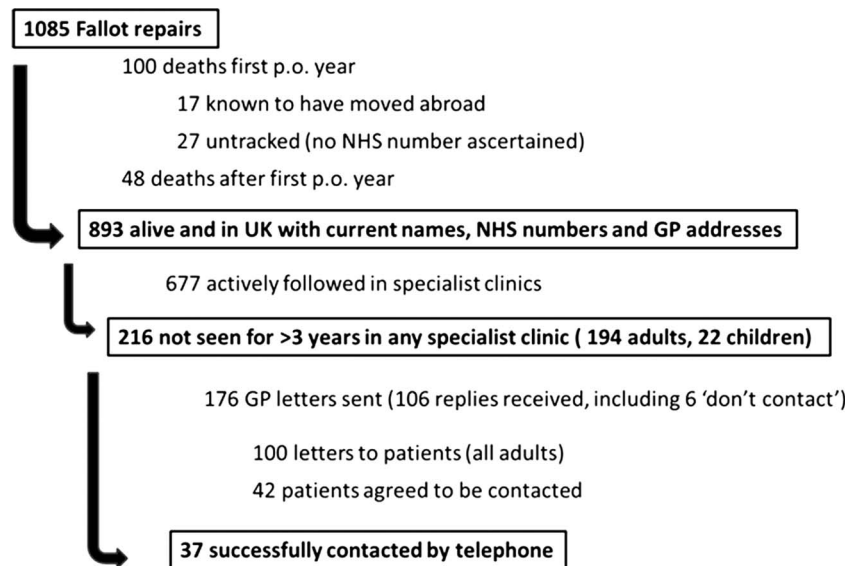 1085 Fallot repairs
100 deaths first p.o. year
17 known to have moved abroad
27 untracked (no NHS number ascertained)
48 deaths after first p.o. year
893 alive and in UK with current names, NHS numbers and GP addresses
677 actively followed in specialist clinics
216 not seen for >3 years in any specialist clinic ( 194 adults, 22 children)
176 GP letters sent (106 replies received, including 6 ‘don’t contact’)
100 letters to patients (all adults)
42 patients agreed to be contacted
37 successfully contacted by telephone